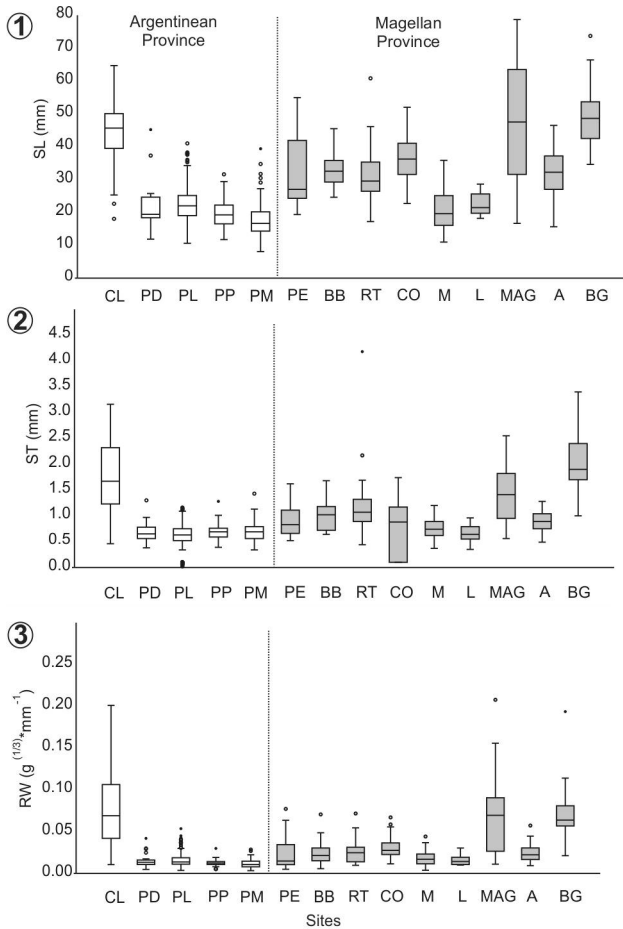 1
Argentinean
Province
Magellan
Province
SL (mm)
80
70
60
50
40
30
20
10
0
CL PD PL PP PM PE BB RT CO M L MAG A BG
2
ST (mm)
4.5
4.0
3.5
3.0
2.5
2.0
1.5
1.0
0.5
0.0
CL PD PL PP PM PE BB RT CO M L MAG A BG
3
RW (g (1/3)*mm-1)
0.25
0.20
0.15
0.10
0.05
0.00
CL PD PL PP PM PE BB RT CO M L MAG A BG
Sites